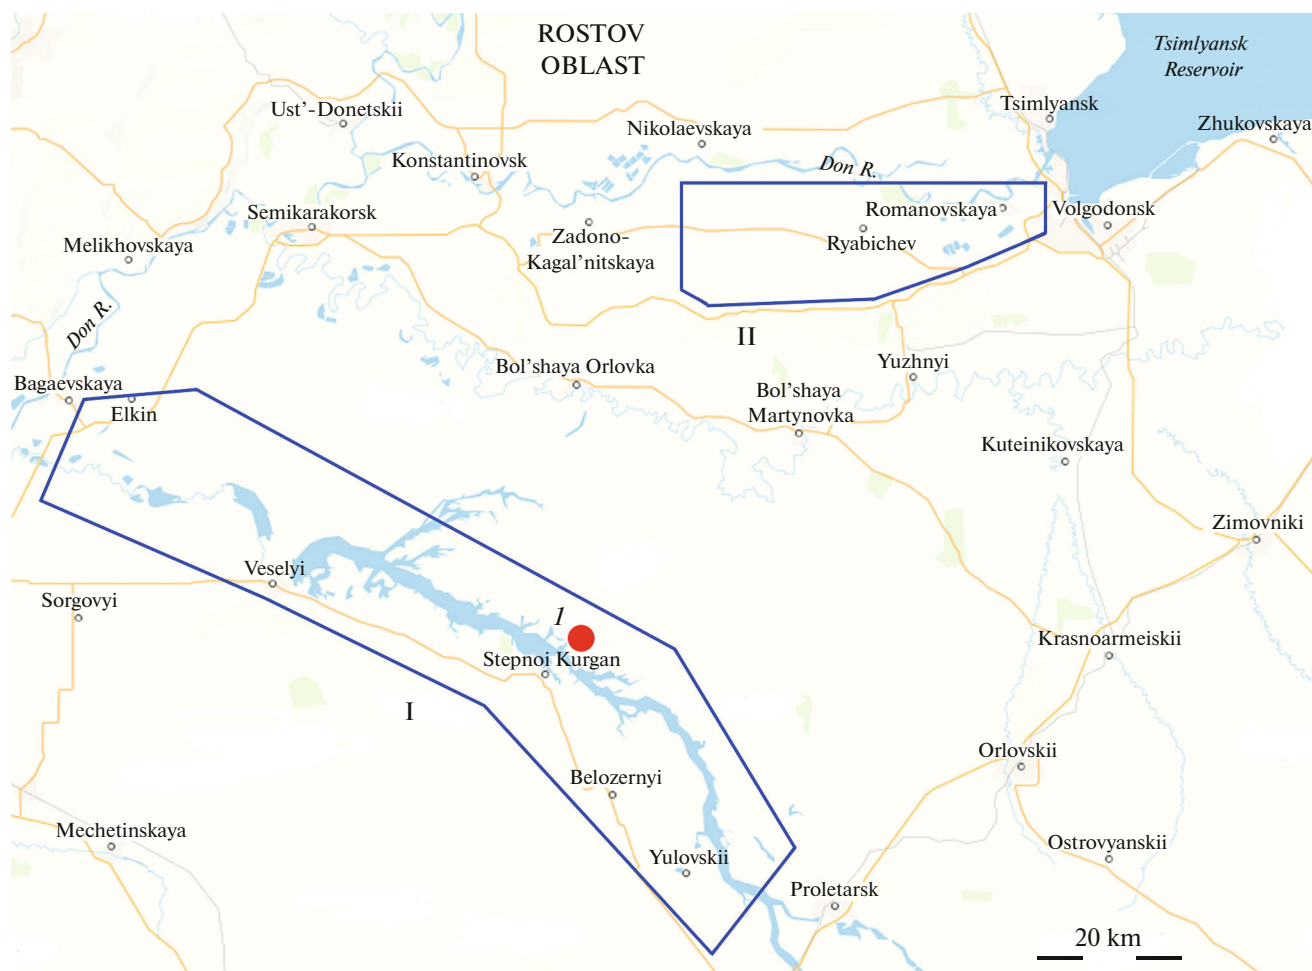 ROSTOV
OBLAST
Tsimlyansk
Reservoir
Ust'-Donetskii
Tsimlyansk
Nikolaevskaya
Zhukovskaya
Konstantinovsk
Don R.
Semikarakorsk
Romanovskaya
Volgodonsk
Melikhovskaya
Zadono-
Kagal'nitskaya
Ryabichev
Don R.
II
Bagaevskaya
Bol'shaya Orlovka
Yuzhnyi
Elkin
Bol'shaya
Martynovka
Kuteinikovskaya
Zimovniki
Veselyi
Sorgovyi
1
Krasnoarmeiskii
Stepnoi Kurgan
I
Orlovskii
Belozernyi
Mechetinskaya
Ostrovyanskii
Yulovskii
Proletarsk
20 km